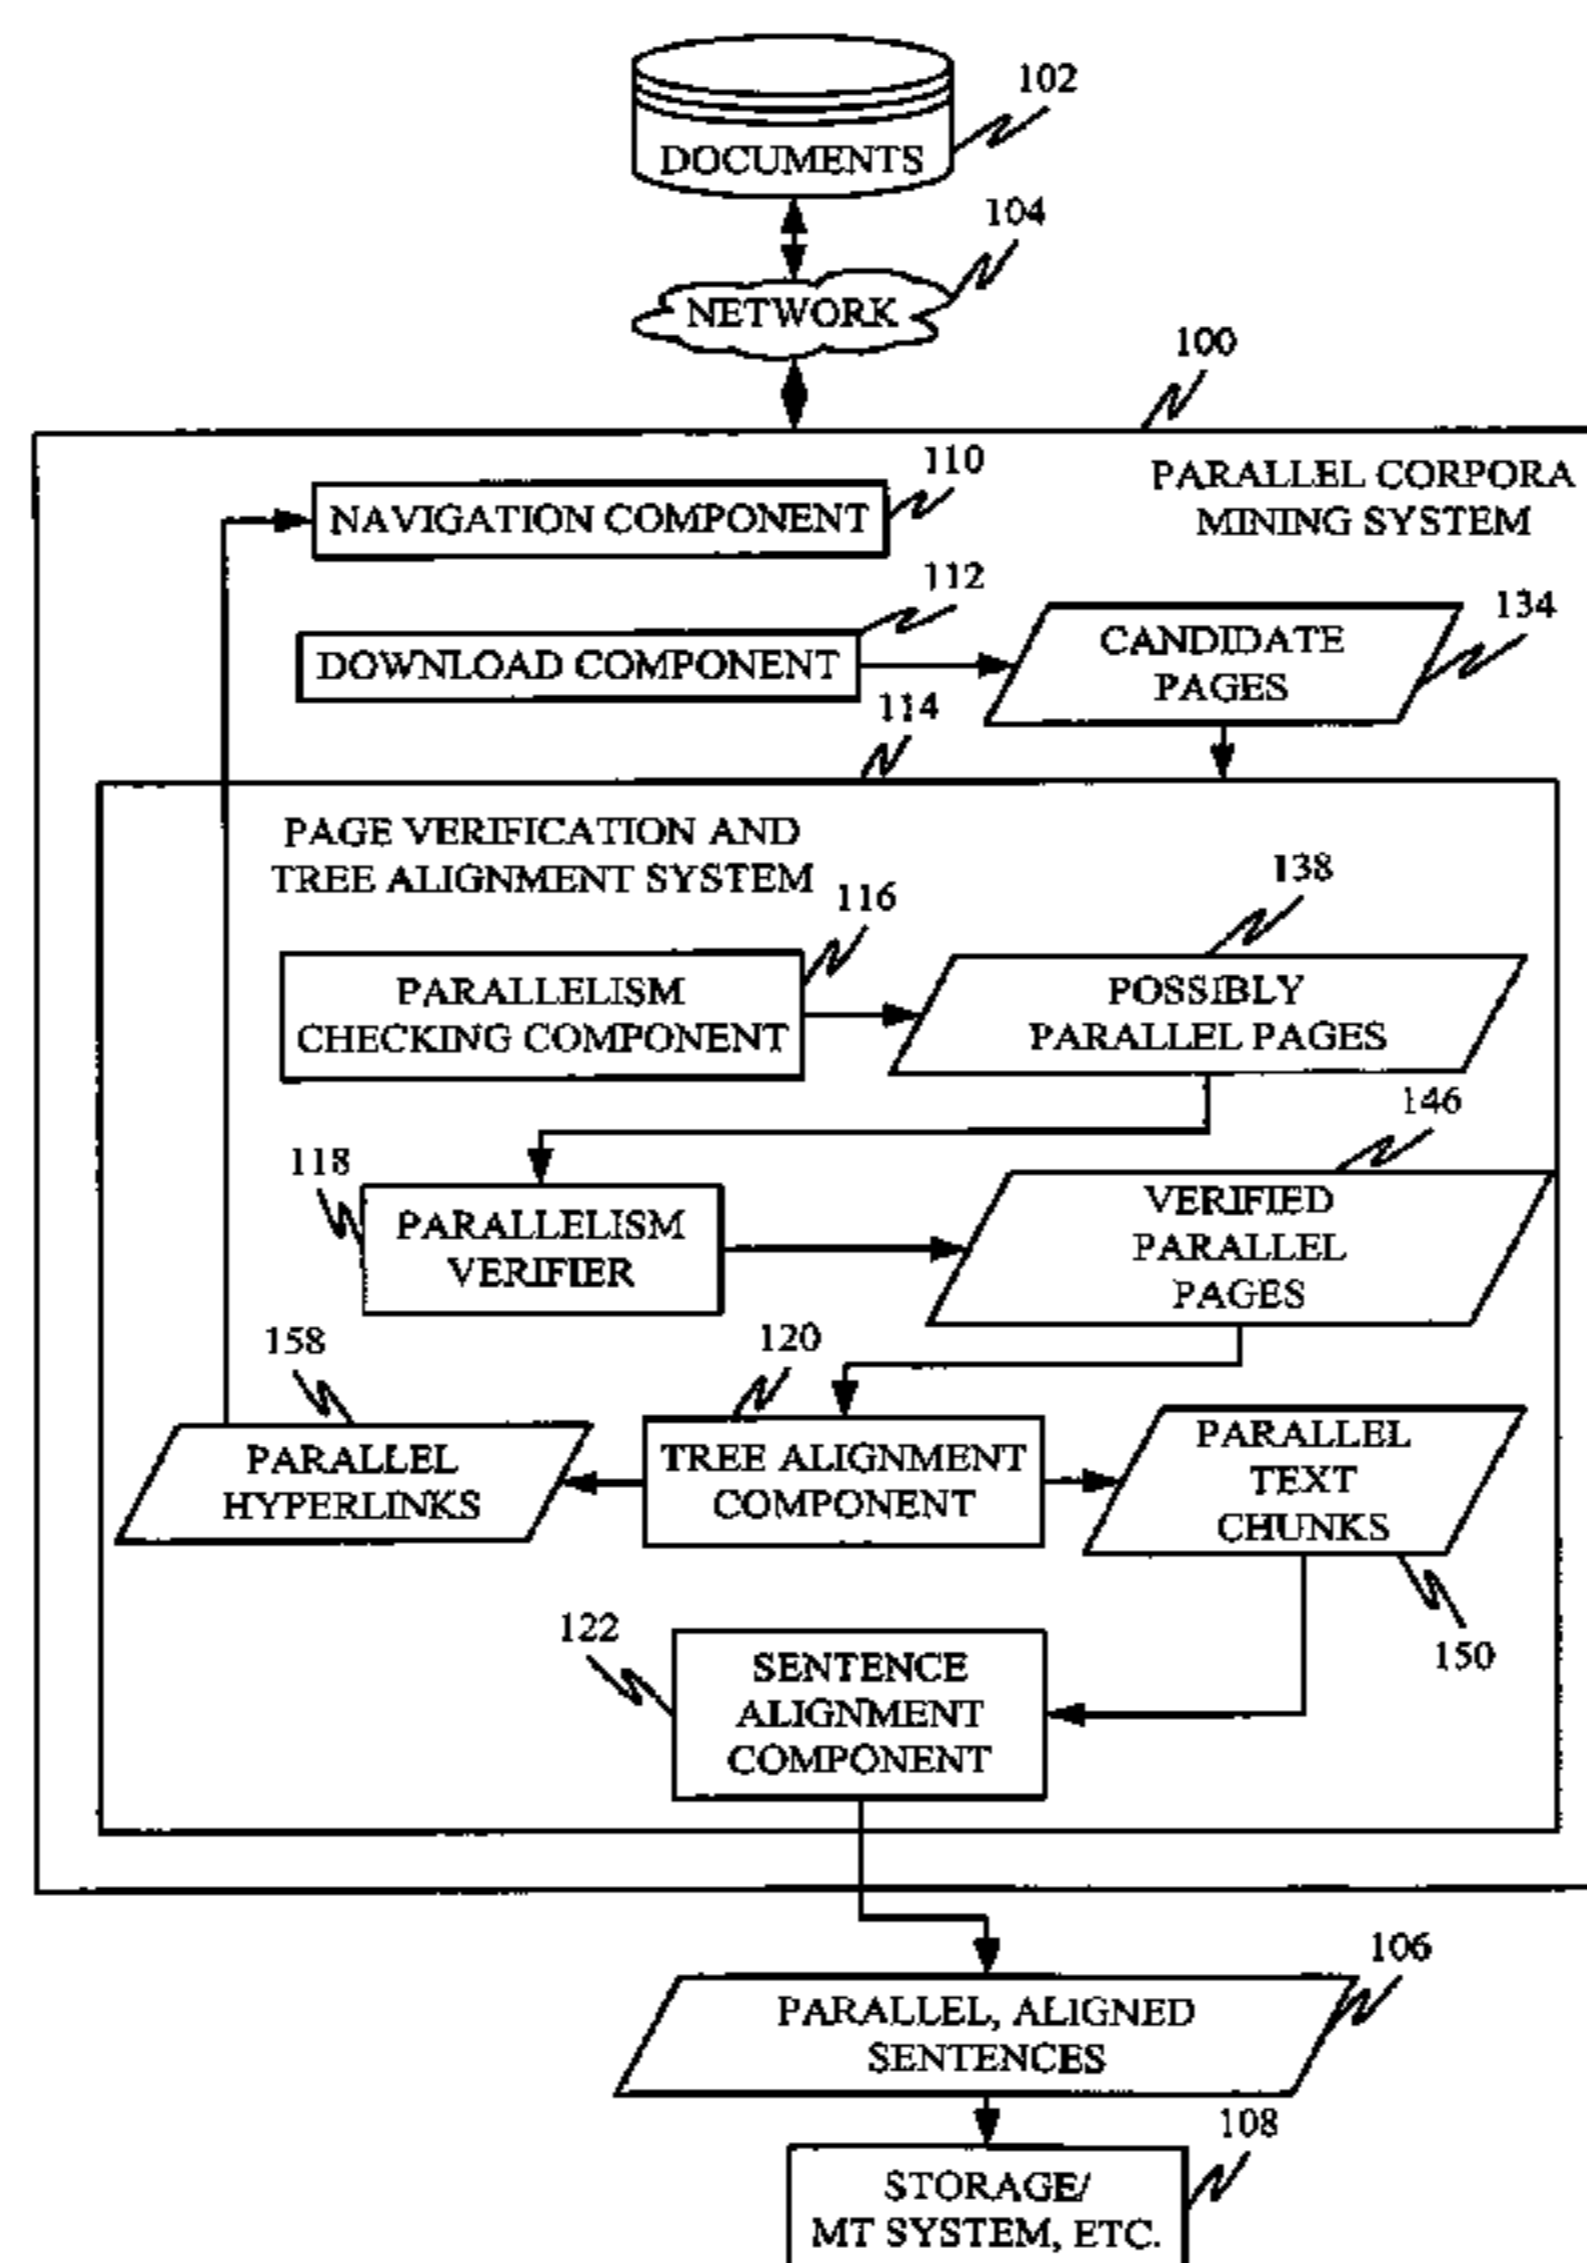 102
DOCUMENTS
104
NETWORK
100
PARALLEL CORPORA
MINING SYSTEM
110
NAVIGATION COMPONENT
112
DOWNLOAD COMPONENT
134
CANDIDATE
PAGES
114
PAGE VERIFICATION AND
TREE ALIGNMENT SYSTEM
116
PARALLELISM
CHECKING COMPONENT
138
POSSIBLY
PARALLEL PAGES
118
PARALLELISM
VERIFIER
146
VERIFIED
PARALLEL
PAGES
158
PARALLEL
HYPERLINKS
120
TREE ALIGNMENT
COMPONENT
PARALLEL
TEXT
CHUNKS
150
122
SENTENCE
ALIGNMENT
COMPONENT
106
PARALLEL, ALIGNED
SENTENCES
108
STORAGE/
MT SYSTEM, ETC.